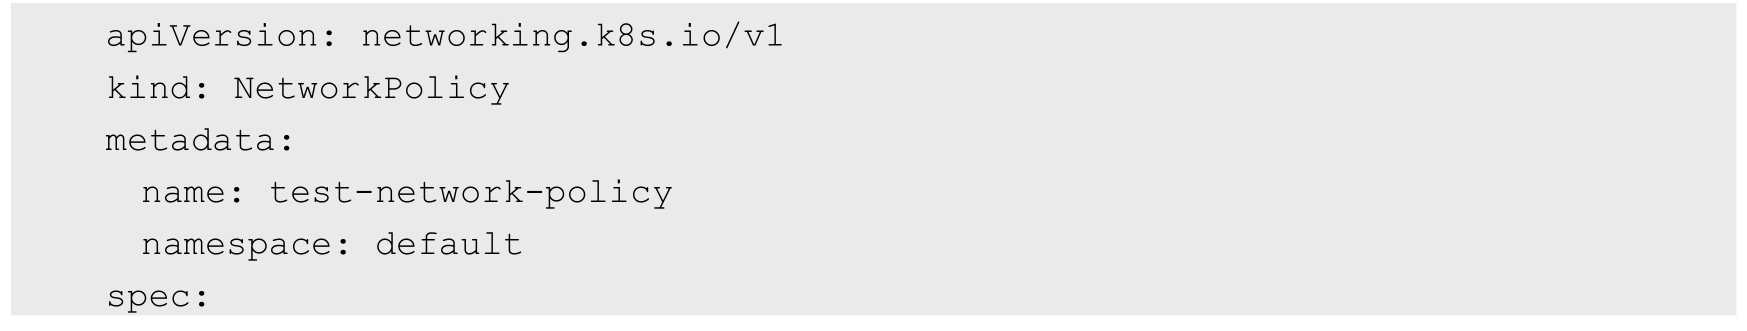 apiVersion: networking.k8s.io/v1
kind: NetworkPolicy
metadata:
  name: test-network-policy
  namespace: default
spec: